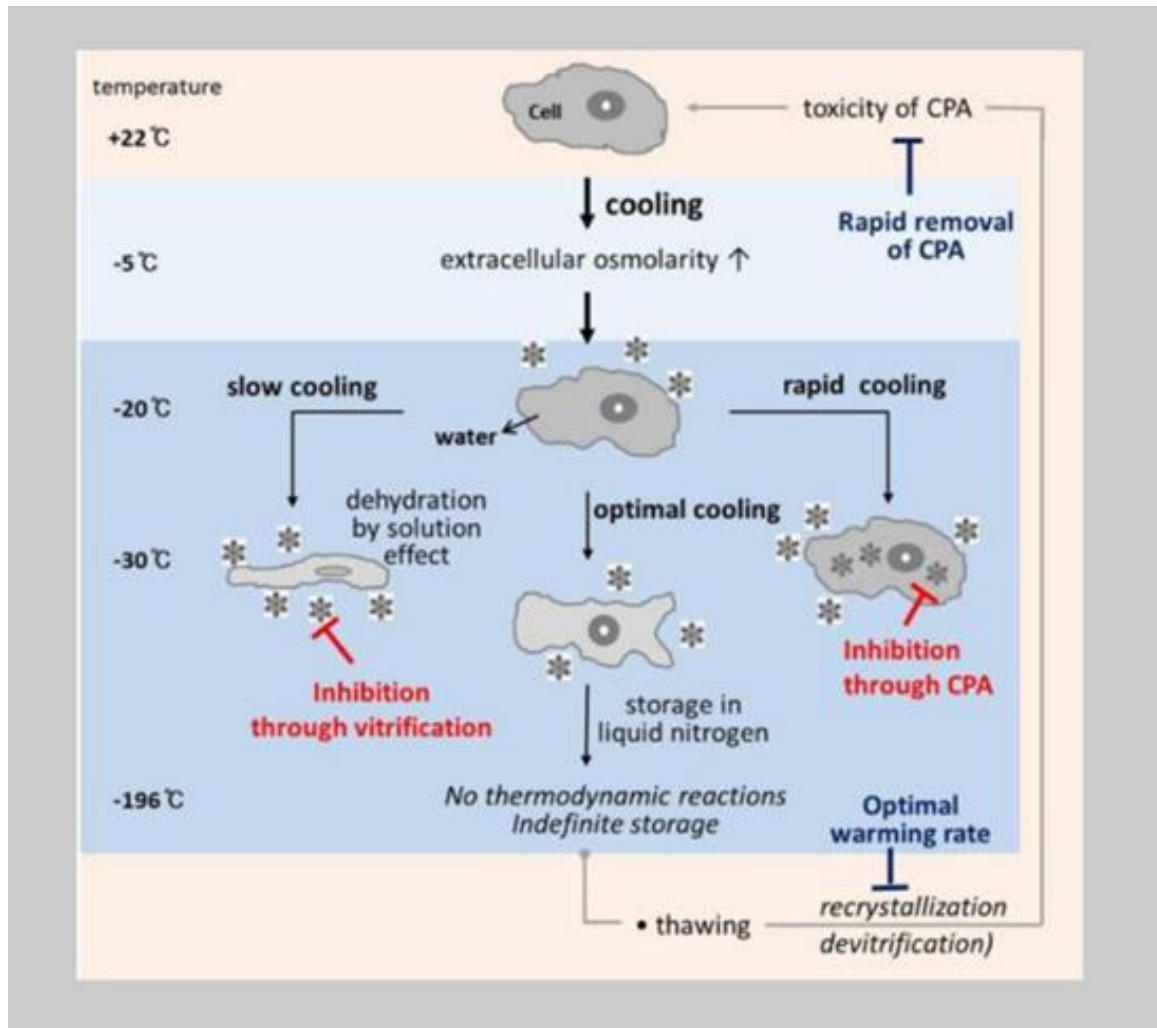 temperature
+22℃
Cell
toxicity of CPA
cooling
Rapid removal
of CPA
-5℃
extracellular osmolarity ↑
slow cooling
rapid cooling
-20℃
water
dehydration
by solution
effect
optimal cooling
-30℃
Inhibition
through CPA
Inhibition
through vitrification
storage in
liquid nitrogen
-196℃
No thermodynamic reactions
Indefinite storage
Optimal
warming rate
• thawing
recrystallization
devitrification)